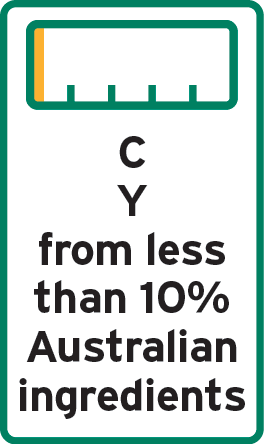 C
Y
from less
than 10%
Australian
ingredients